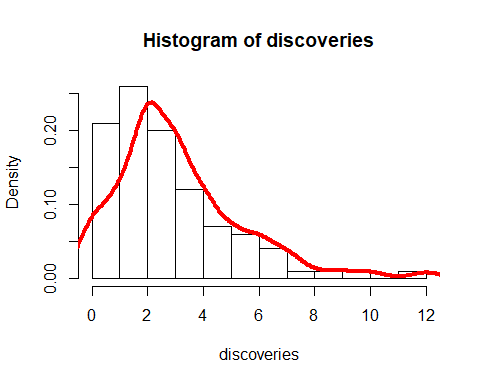 Histogram of discoveries
Density
0.20
0.10
0.00
0 2 4 6 8 10 12
discoveries